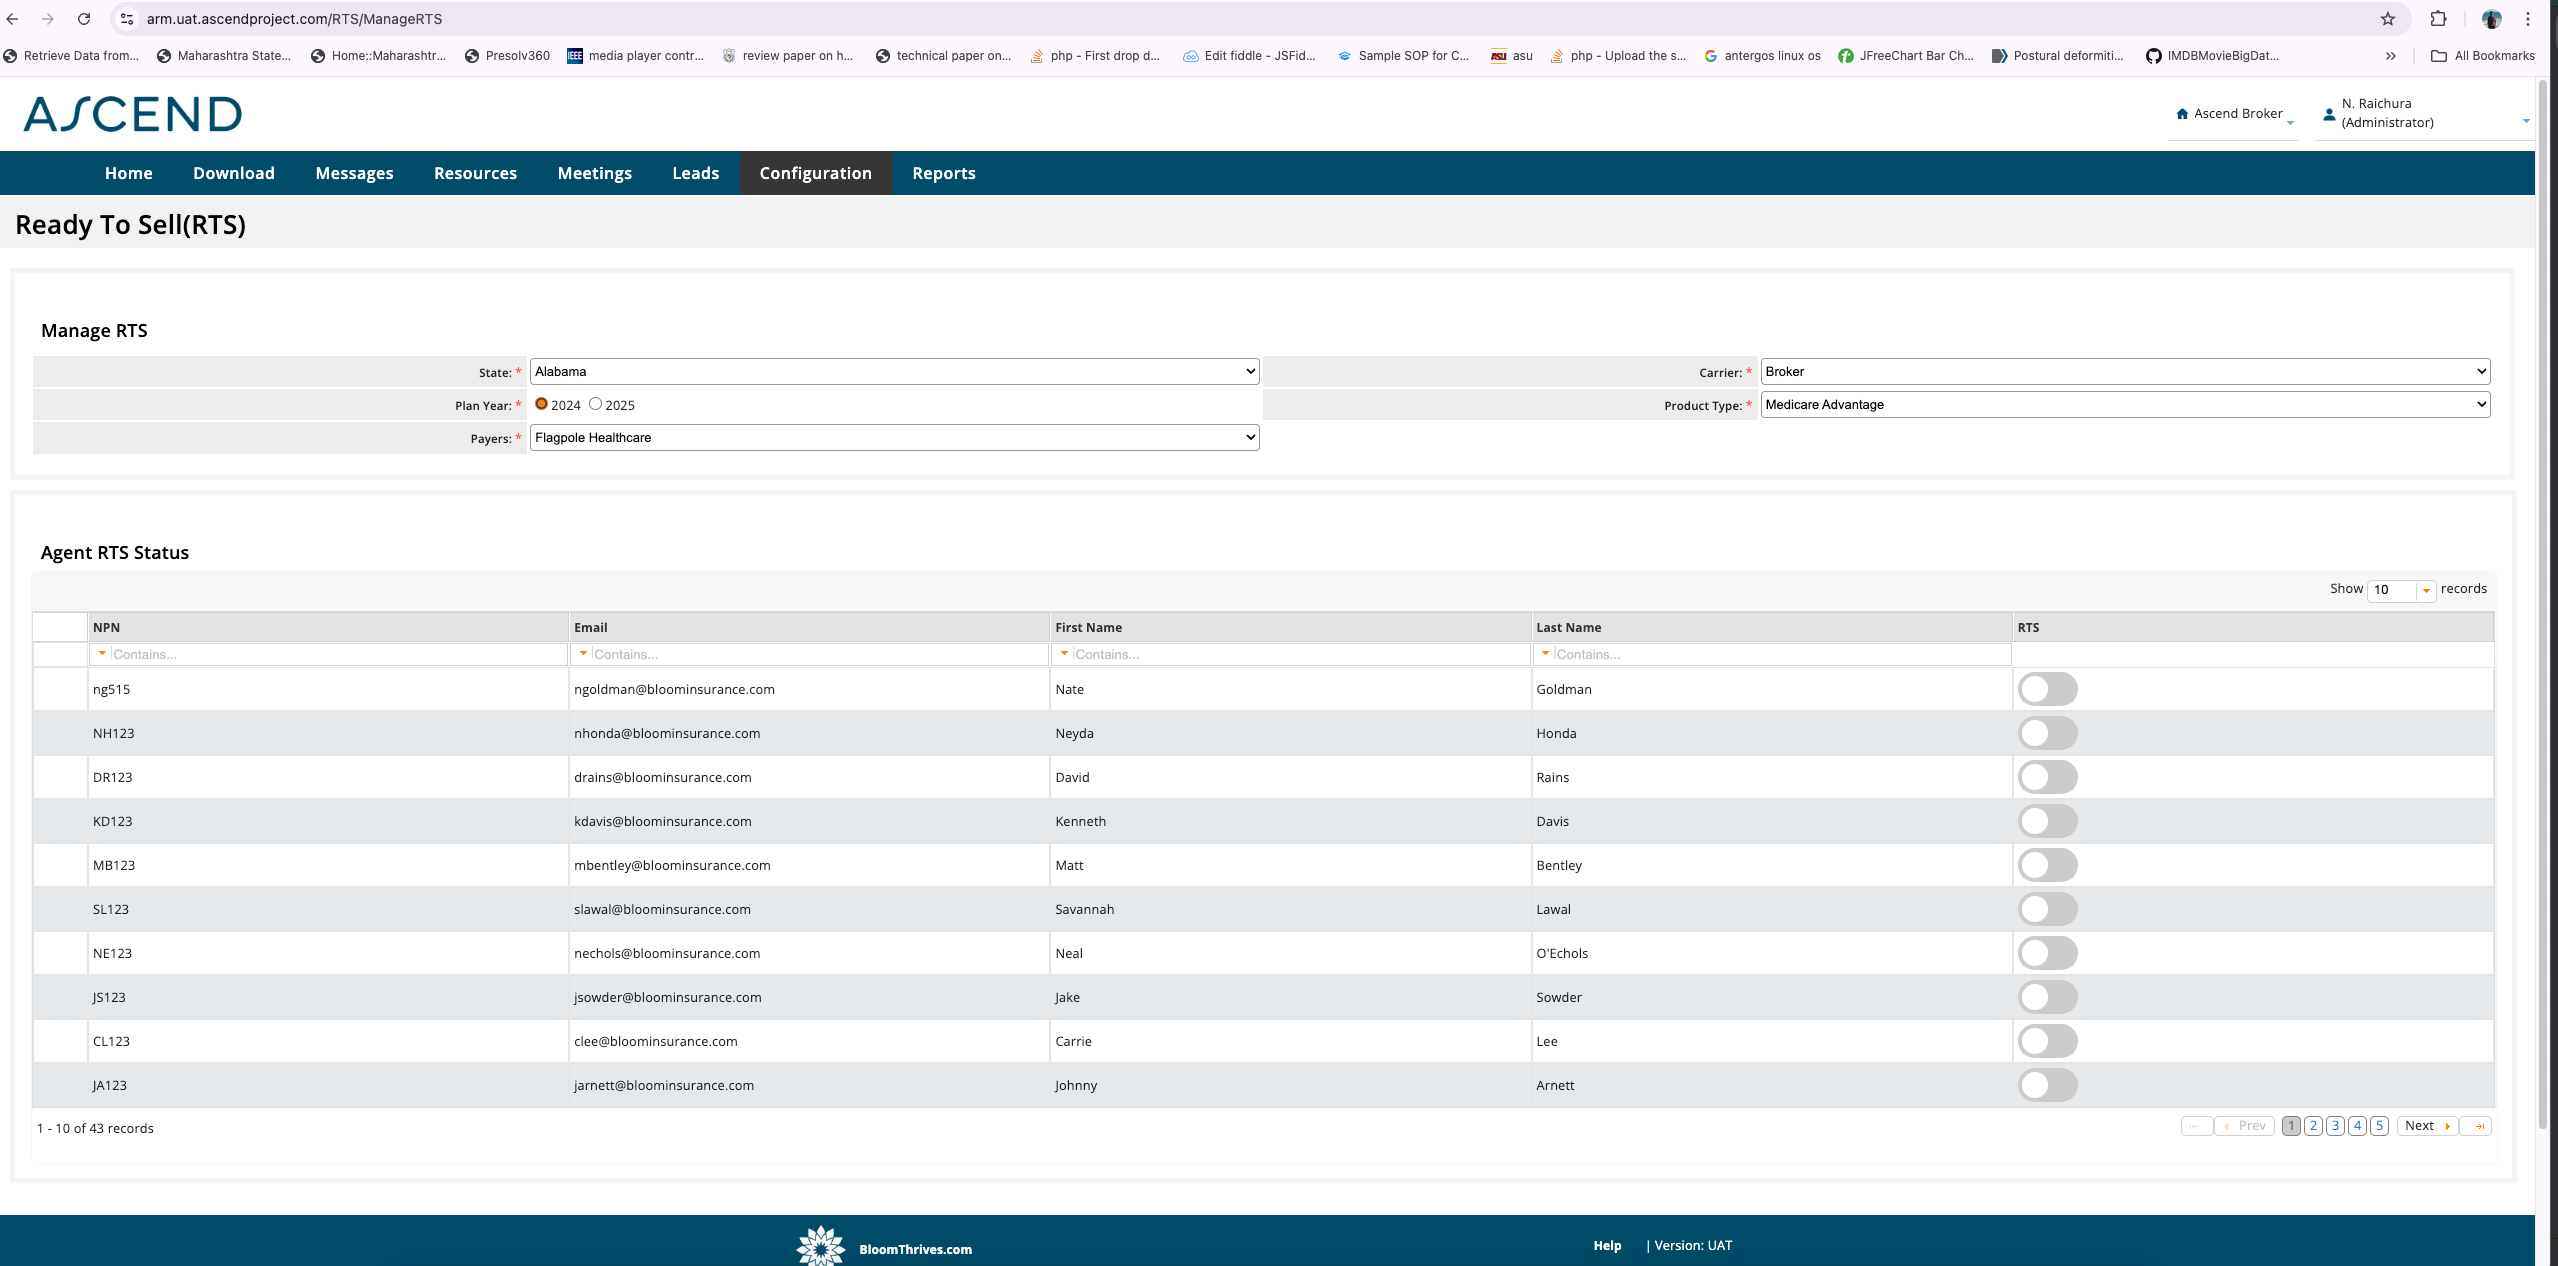 arm.uat.ascendproject.com/RTS/ManageRTS
Retrieve Data from... Maharashtra State... Home::Maharashtr... Presolv360 IEEE media player contr... review paper on h... technical paper on... php - First drop d... Edit fiddle - JSFid... Sample SOP for C... ASU asu php - Upload the s... antergos linux os JFreeChart Bar Ch... Postural deformiti... IMDBMovieBigDat... » All Bookmarks
ASCEND
Ascend Broker
N. Raichura
(Administrator)
Home Download Messages Resources Meetings Leads Configuration Reports
Ready To Sell(RTS)
Manage RTS
State: * Alabama Carrier: * Broker
Plan Year: * 2024 2025 Product Type: * Medicare Advantage
Payers: * Flagpole Healthcare
Agent RTS Status
Show 10 records
NPN Email First Name Last Name RTS
Contains... Contains... Contains... Contains...
ng515 ngoldman@bloominsurance.com Nate Goldman
NH123 nhonda@bloominsurance.com Neyda Honda
DR123 drains@bloominsurance.com David Rains
KD123 kdavis@bloominsurance.com Kenneth Davis
MB123 mbentley@bloominsurance.com Matt Bentley
SL123 slawal@bloominsurance.com Savannah Lawal
NE123 nechols@bloominsurance.com Neal O'Echols
JS123 jsowder@bloominsurance.com Jake Sowder
CL123 clee@bloominsurance.com Carrie Lee
JA123 jarnett@bloominsurance.com Johnny Arnett
1 - 10 of 43 records Prev 1 2 3 4 5 Next
BloomThrives.com Help | Version: UAT